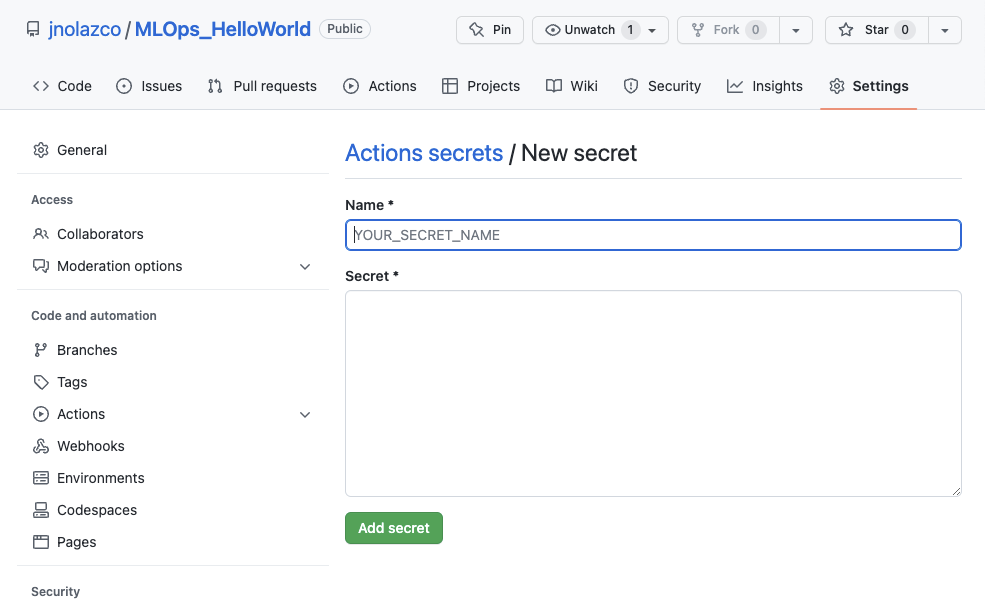 jnolazco / MLOps_HelloWorld Public Pin Unwatch 1 Fork 0 Star 0
Code Issues Pull requests Actions Projects Wiki Security Insights Settings
General
Access
Collaborators
Moderation options
Code and automation
Branches
Tags
Actions
Webhooks
Environments
Codespaces
Pages
Security
Actions secrets / New secret
Name *
YOUR_SECRET_NAME
Secret *
Add secret